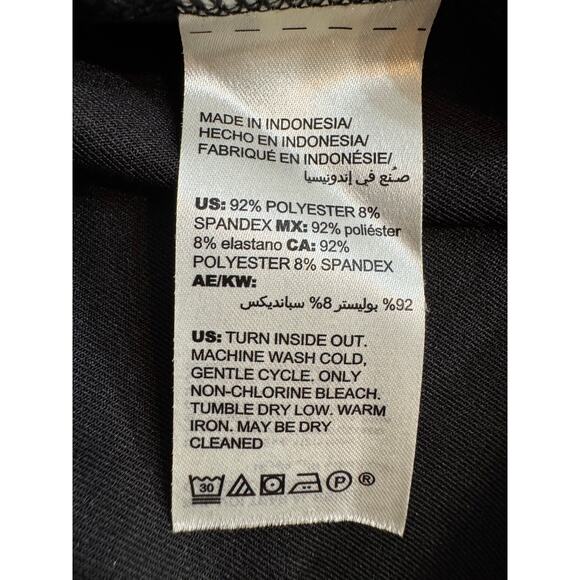 MADE IN INDONESIA/
HECHO EN INDONESIA/
FABRIQUÉ EN INDONÉSIE/
صُنع في إندونيسيا
US: 92% POLYESTER 8%
SPANDEX MX: 92% poliéster
8% elastano CA: 92%
POLYESTER 8% SPANDEX
AE/KW:
92% بوليستر 8% سبانديكس
US: TURN INSIDE OUT.
MACHINE WASH COLD,
GENTLE CYCLE. ONLY
NON-CHLORINE BLEACH.
TUMBLE DRY LOW. WARM
IRON. MAY BE DRY
CLEANED
30 P ®